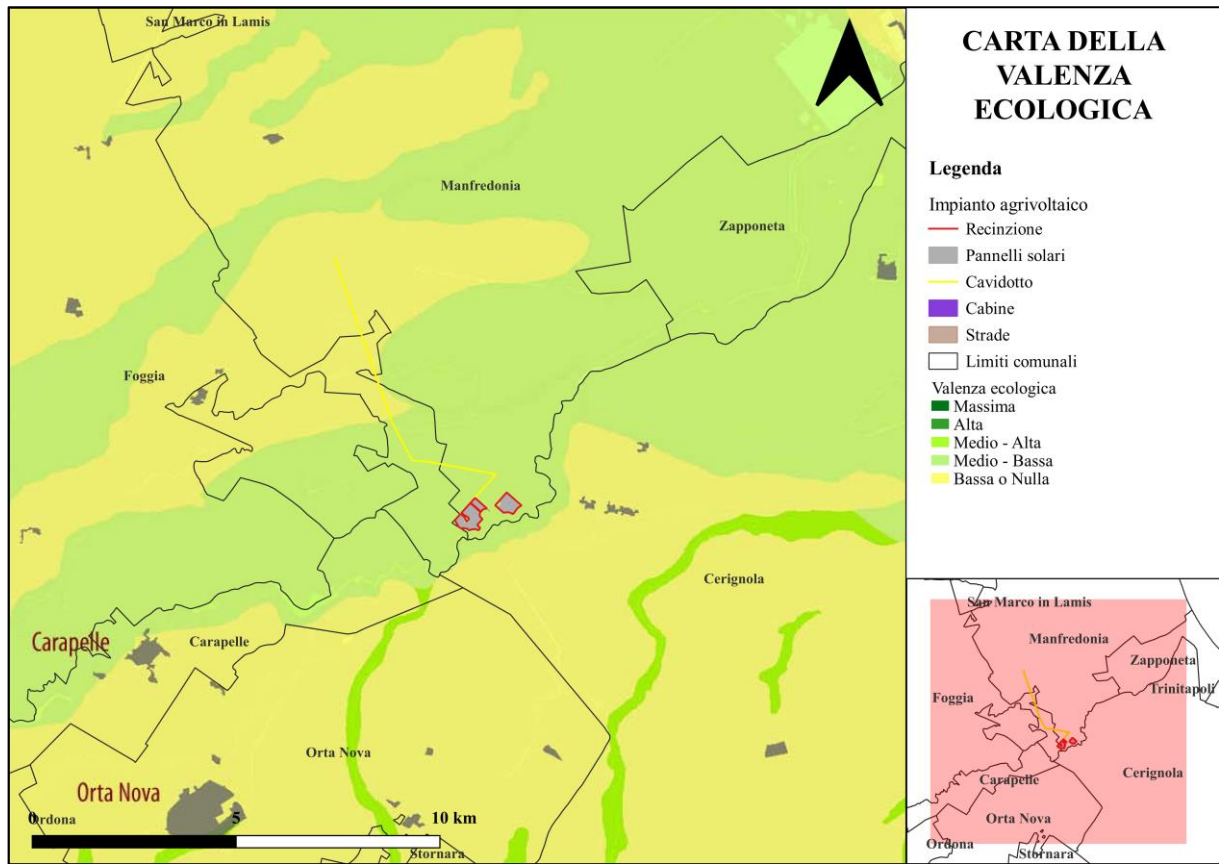 San Marco in Lamis
Manfredonia
Zapponeta
Foggia
Cerignola
Carapelle
Carapelle
Orta Nova
Orta Nova
Ordona
Stornara
0
5
10 km
CARTA DELLA
VALENZA
ECOLOGICA
Legenda
Impianto agrivoltaico
Recinzione
Pannelli solari
Cavidotto
Cabine
Strade
Limiti comunali
Valenza ecologica
Massima
Alta
Medio - Alta
Medio - Bassa
Bassa o Nulla
San Marco in Lamis
Manfredonia
Zapponeta
Trinitapoli
Foggia
Cerignola
Carapelle
Orta Nova
Ordona
Stornara